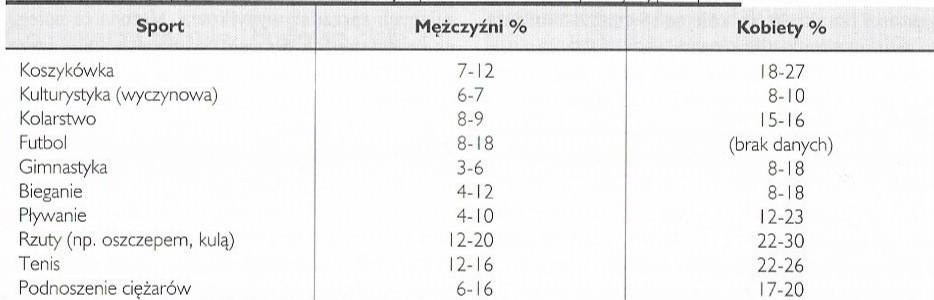 Sport Mężczyźni % Kobiety %
Koszykówka 7-12 18-27
Kulturystyka (wyczynowa) 6-7 8-10
Kolarstwo 8-9 15-16
Futbol 8-18 (brak danych)
Gimnastyka 3-6 8-18
Bieganie 4-12 8-18
Pływanie 4-10 12-23
Rzuty (np. oszczepem, kulą) 12-20 22-30
Tenis 12-16 22-26
Podnoszenie ciężarów 6-16 17-20